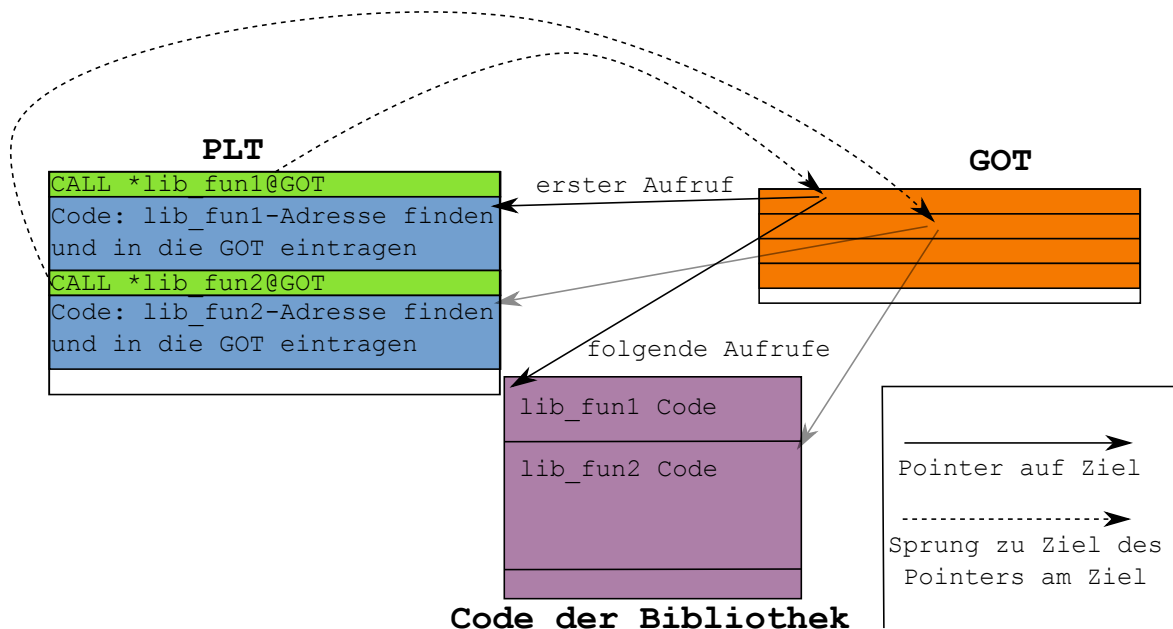 PLT
CALL *lib_fun1@GOT
Code: lib_fun1-Adresse finden
und in die GOT eintragen
CALL *lib_fun2@GOT
Code: lib_fun2-Adresse finden
und in die GOT eintragen
erster Aufruf
GOT
folgende Aufrufe
lib_fun1 Code
lib_fun2 Code
Code der Bibliothek
Pointer auf Ziel
Sprung zu Ziel des
Pointers am Ziel